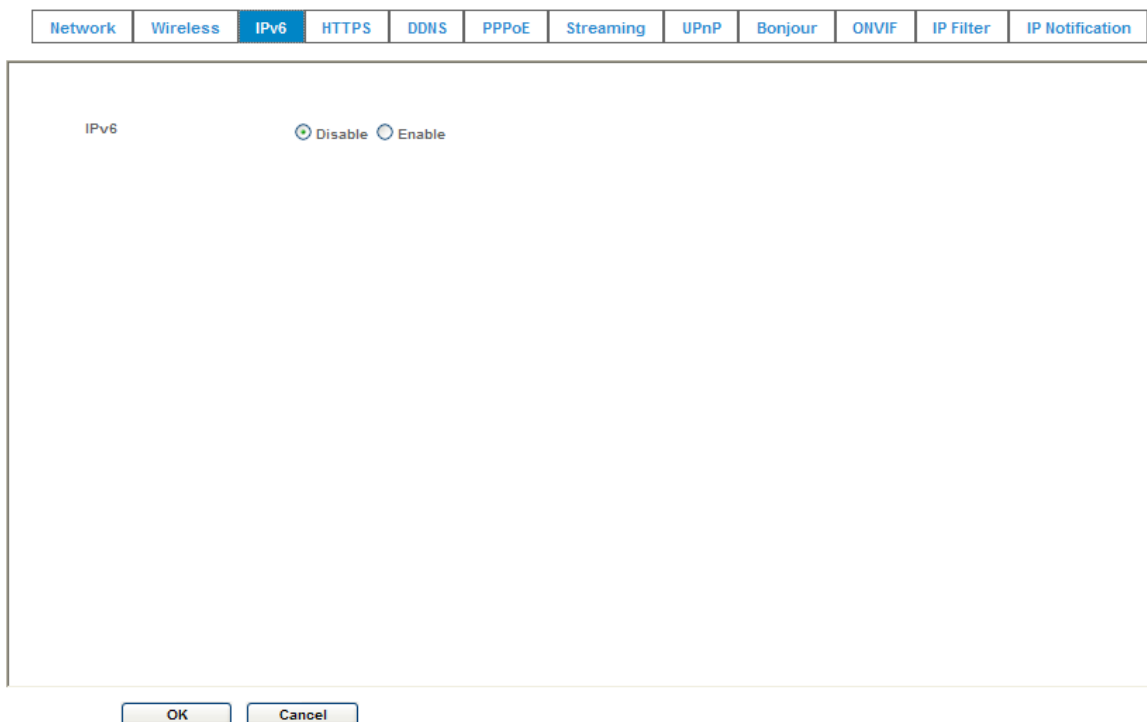 Network Wireless IPv6 HTTPS DDNS PPPoE Streaming UPnP Bonjour ONVIF IP Filter IP Notification
IPv6 Disable Enable
OK Cancel